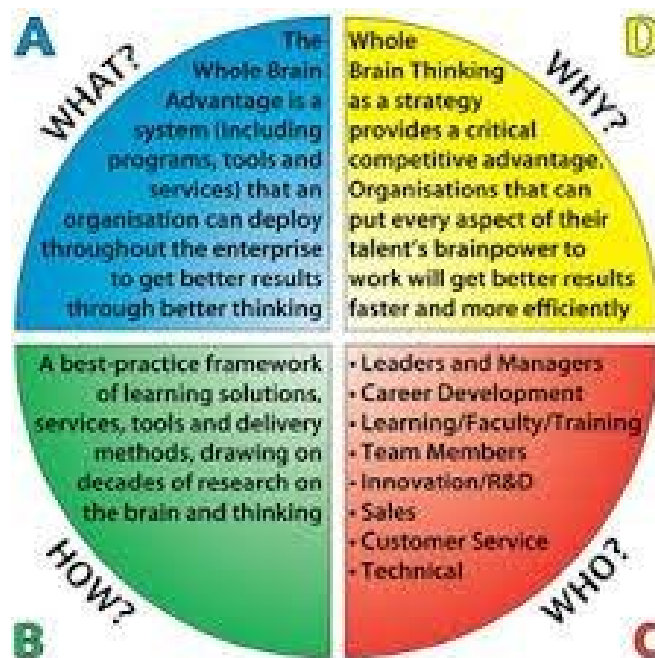 A
WHAT?
The
Whole Brain
Advantage is a
system (including
programs, tools and
services) that an
organisation can deploy
throughout the enterprise
to get better results
through better thinking
D
WHY?
Whole
Brain Thinking
as a strategy
provides a critical
competitive advantage.
Organisations that can
put every aspect of their
talent's brainpower to
work will get better results
faster and more efficiently
A best-practice framework
of learning solutions,
services, tools and delivery
methods, drawing on
decades of research on
the brain and thinking
HOW?
B
• Leaders and Managers
• Career Development
• Learning/Faculty/Training
• Team Members
• Innovation/R&D
• Sales
• Customer Service
• Technical
WHO?
C